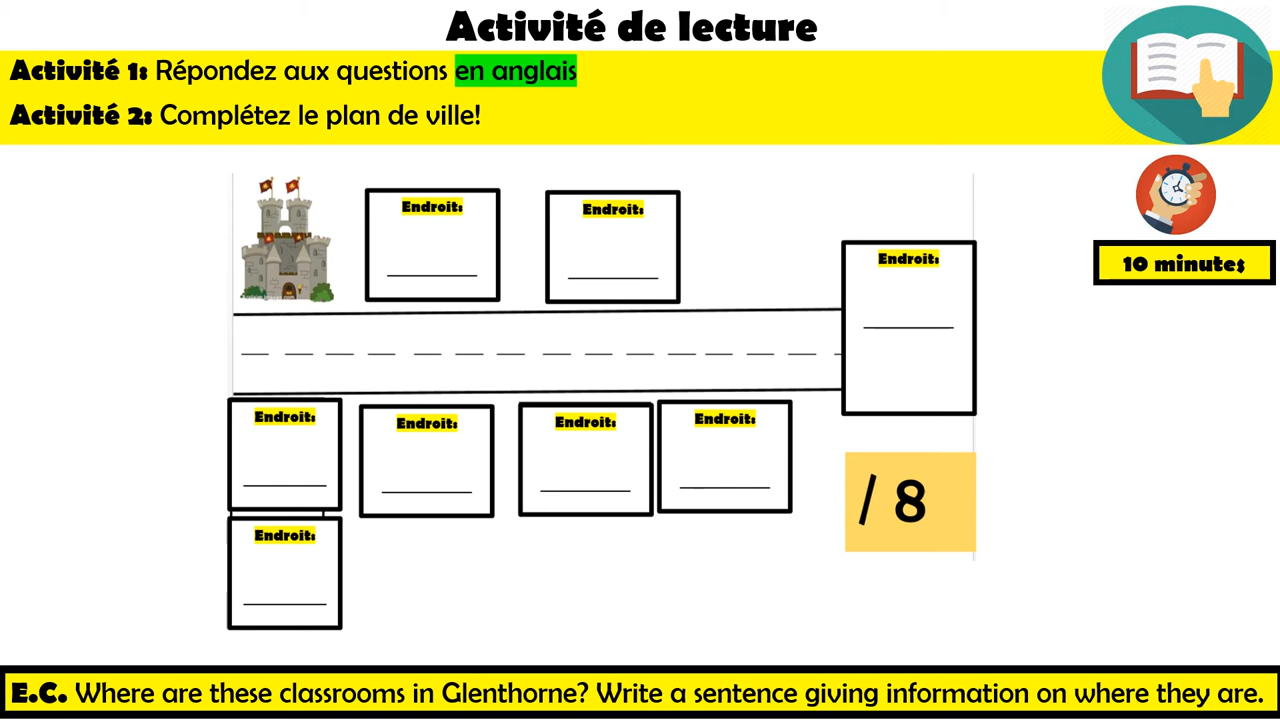 Activité de lecture
Activité 1: Répondez aux questions en anglais
Activité 2: Complétez le plan de ville!
10 minutes
Endroit:
Endroit:
Endroit:
Endroit:
Endroit:
Endroit:
Endroit:
Endroit:
/ 8
E.C. Where are these classrooms in Glenthorne? Write a sentence giving information on where they are.